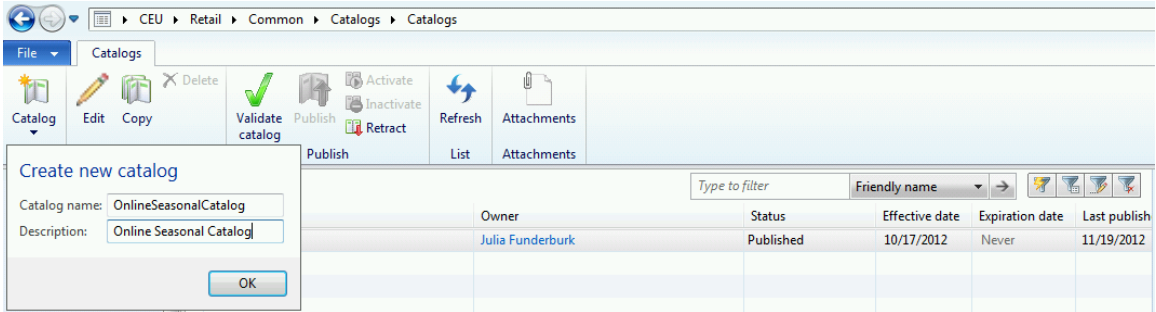 CEU Retail Common Catalogs Catalogs
File Catalogs
Catalog
Edit
Copy
Delete
Validate catalog
Publish
Activate
Inactivate
Retract
Refresh
Attachments
Publish
List
Attachments
Create new catalog
Catalog name: OnlineSeasonalCatalog
Description: Online Seasonal Catalog
OK
Type to filter Friendly name
Owner Status Effective date Expiration date Last publish
Julia Funderburk Published 10/17/2012 Never 11/19/2012